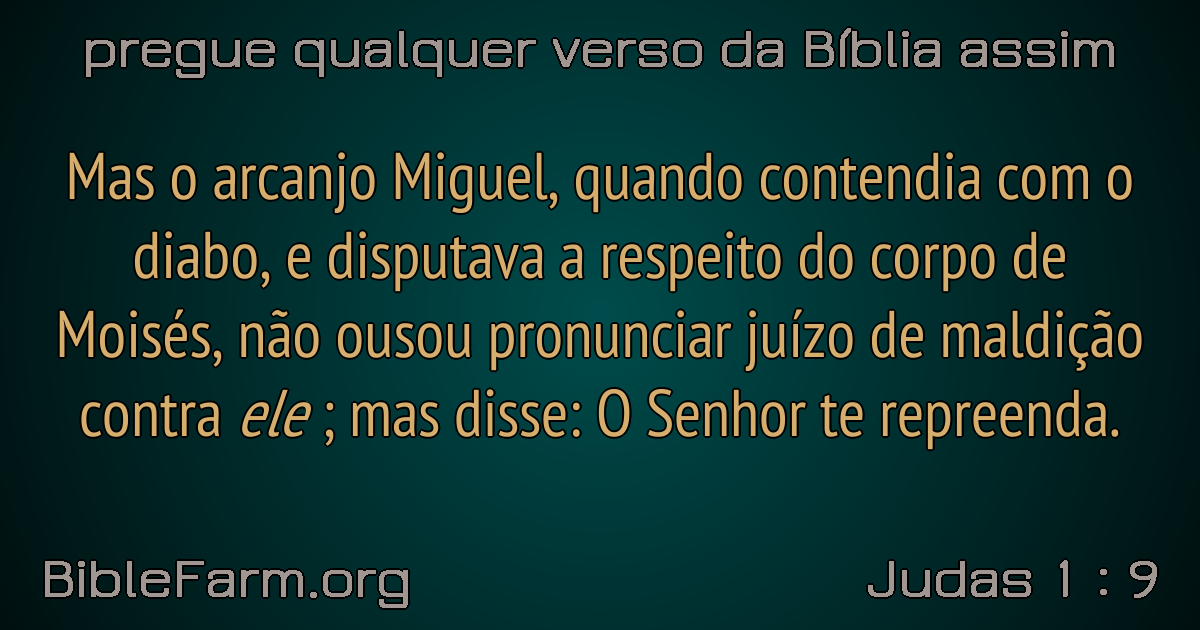 pregue qualquer verso da Bíblia assim
Mas o arcanjo Miguel, quando contendia com o
diabo, e disputava a respeito do corpo de
Moisés, não ousou pronunciar juízo de maldição
contra ele ; mas disse: O Senhor te repreenda.
BibleFarm.org
Judas 1 : 9